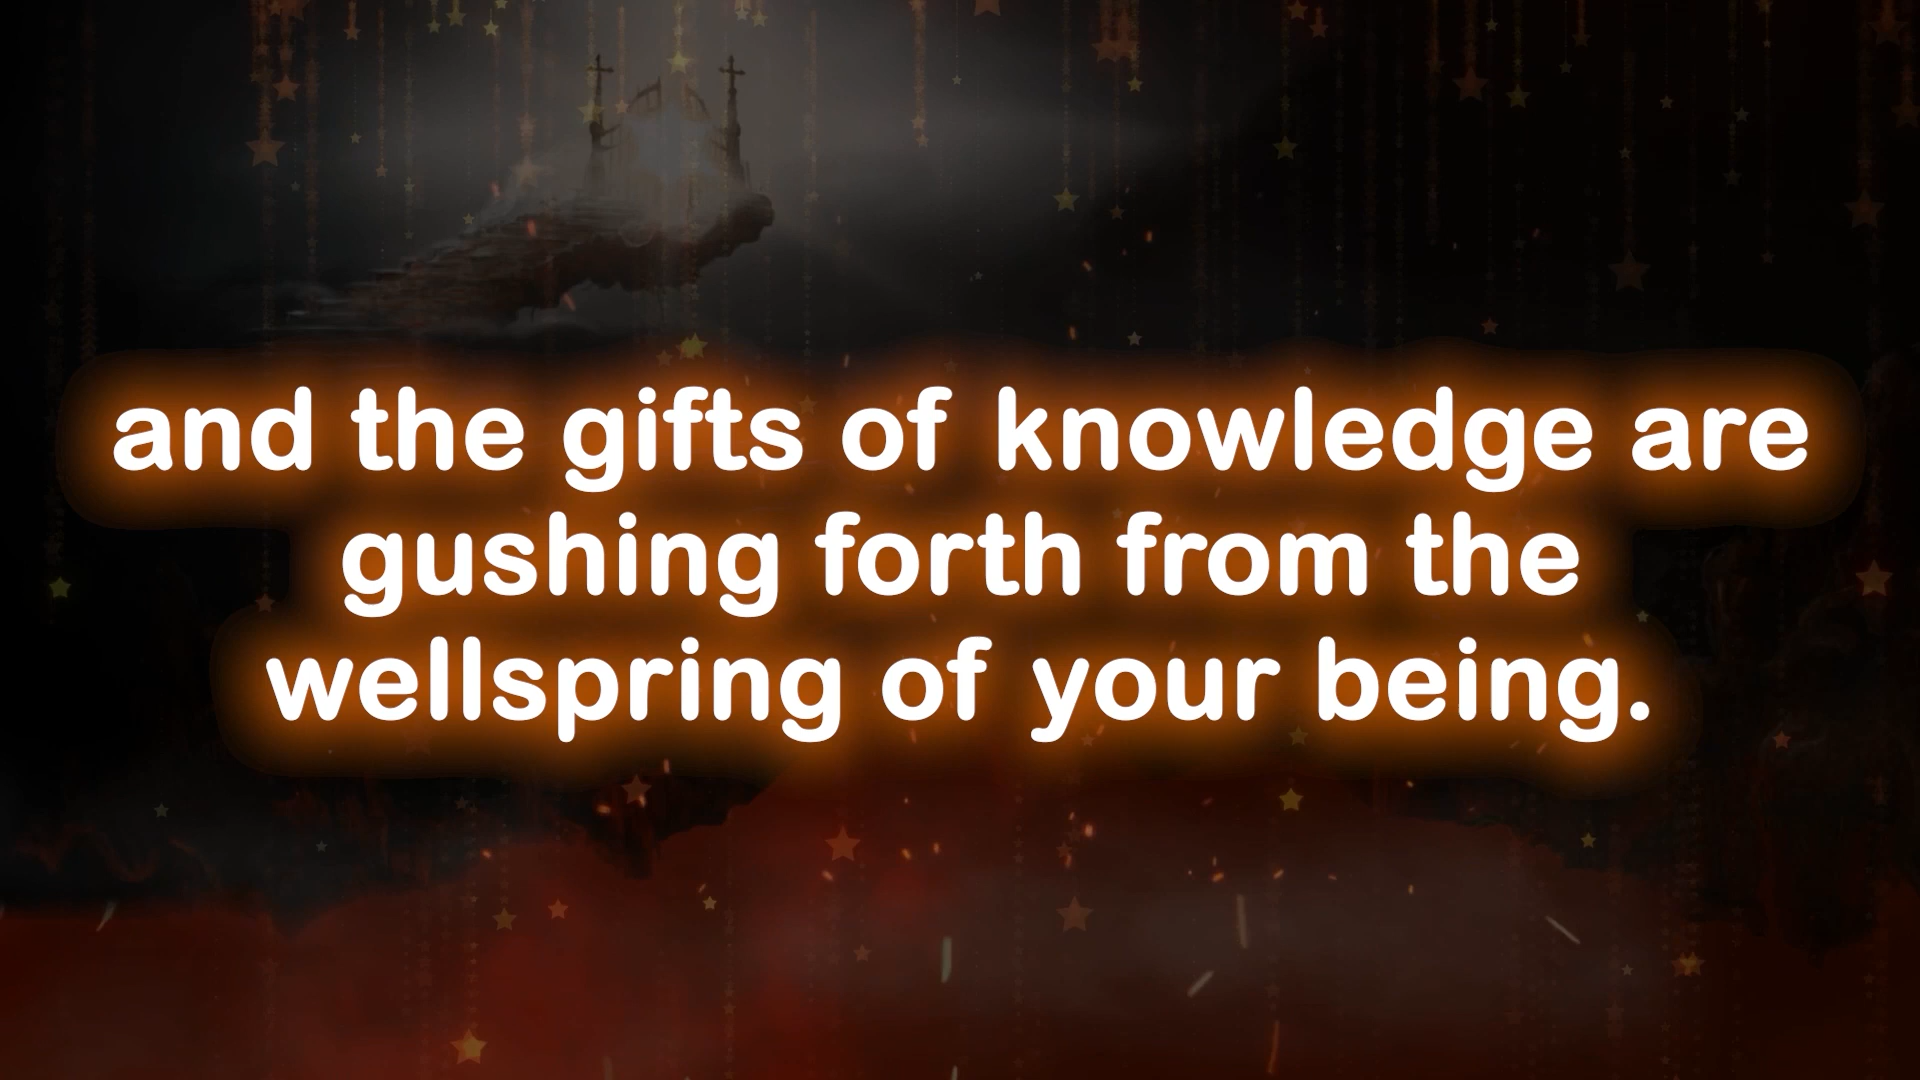 and the gifts of knowledge are
gushing forth from the
wellspring of your being.